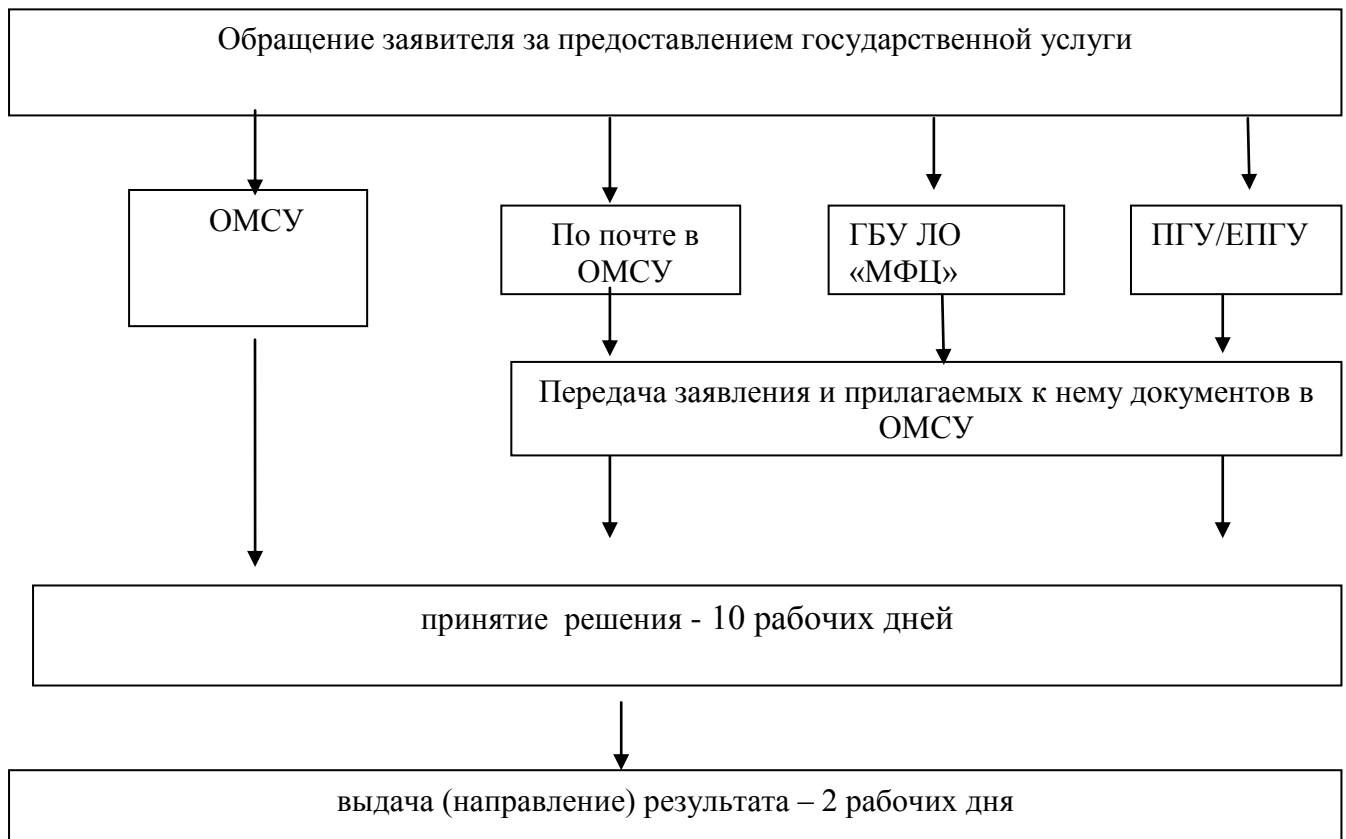 Обращение заявителя за предоставлением государственной услуги
ОМСУ
По почте в
ОМСУ
ГБУ ЛО
«МФЦ»
ПГУ/ЕПГУ
Передача заявления и прилагаемых к нему документов в
ОМСУ
принятие решения - 10 рабочих дней
выдача (направление) результата – 2 рабочих дня